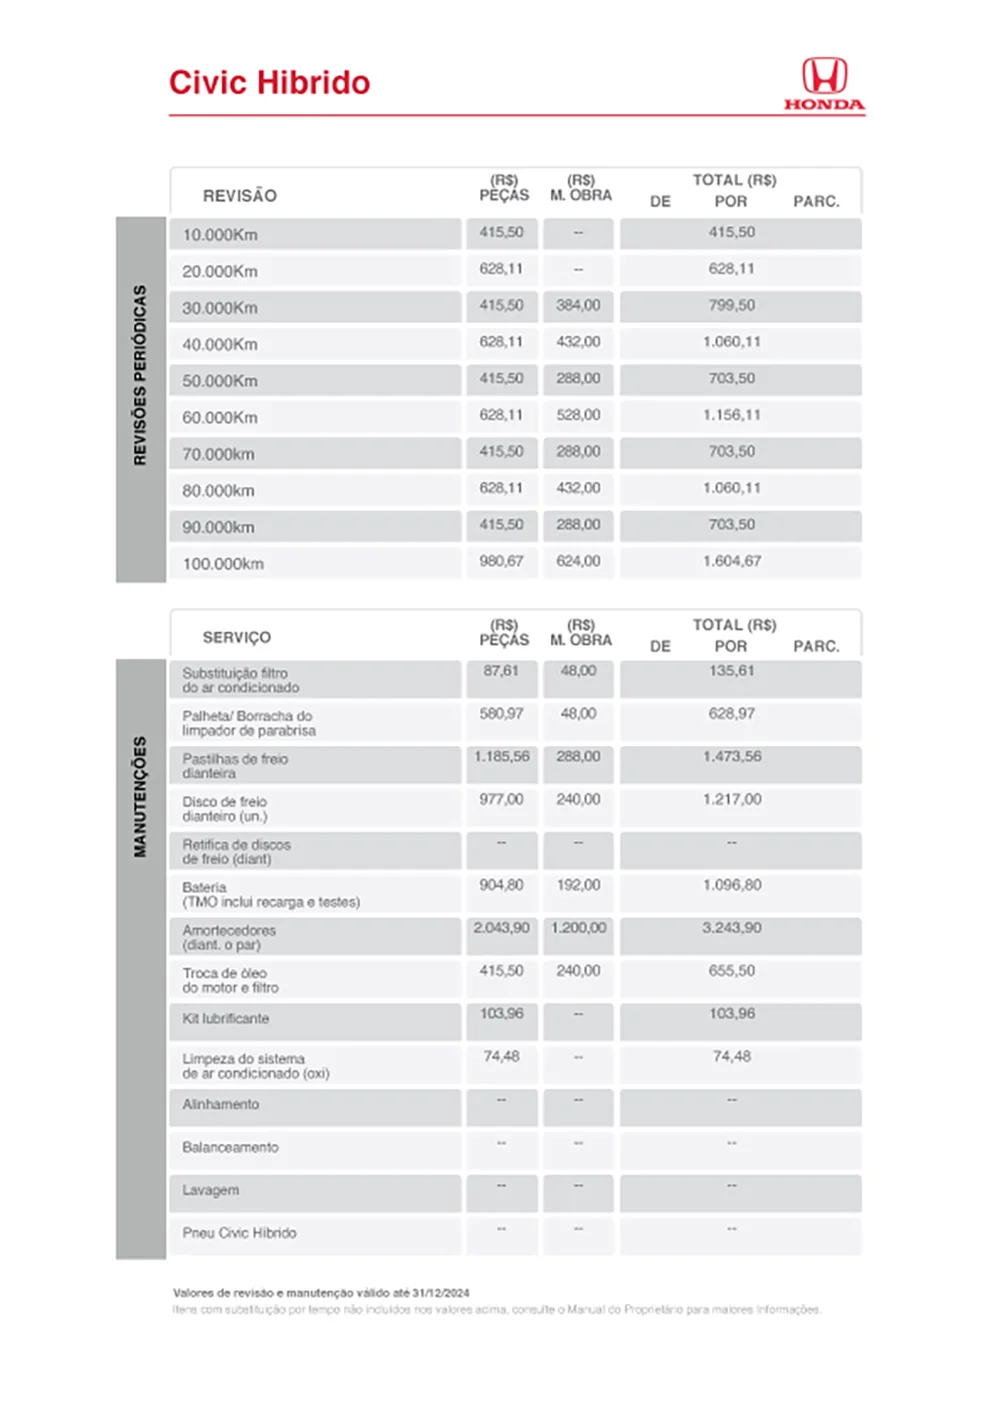 Civic Hibrido
HONDA
REVISÃO
(R$) PEÇAS
(R$) M. OBRA
TOTAL (R$)
DE POR PARC.
REVISÕES PERIÓDICAS
10.000Km 415,50 -- 415,50
20.000Km 628,11 -- 628,11
30.000Km 415,50 384,00 799,50
40.000Km 628,11 432,00 1.060,11
50.000Km 415,50 288,00 703,50
60.000Km 628,11 528,00 1.156,11
70.000km 415,50 288,00 703,50
80.000km 628,11 432,00 1.060,11
90.000km 415,50 288,00 703,50
100.000km 980,67 624,00 1.604,67
SERVIÇO
(R$) PEÇAS
(R$) M. OBRA
TOTAL (R$)
DE POR PARC.
MANUTENÇÕES
Substituição filtro 87,61 48,00 135,61
do ar condicionado
Palheta/ Borracha do 580,97 48,00 628,97
limpador de parabrisa
Pastilhas de freio 1.185,56 288,00 1.473,56
dianteira
Disco de freio 977,00 240,00 1.217,00
dianteiro (un.)
Retifica de discos -- -- --
de freio (diant)
Bateria 904,80 192,00 1.096,80
(TMO inclui recarga e testes)
Amortecedores 2.043,90 1.200,00 3.243,90
(diant. o par)
Troca de óleo 415,50 240,00 655,50
do motor e filtro
Kit lubrificante 103,96 -- 103,96
Limpeza do sistema 74,48 -- 74,48
de ar condicionado (oxi)
Alinhamento -- -- --
Balanceamento -- -- --
Lavagem -- -- --
Pneu Civic Híbrido -- -- --
Valores de revisão e manutenção válido até 31/12/2024
Itens com substituição por tempo não incluídos nos valores acima, consulte o Manual do Proprietário para maiores Informações.